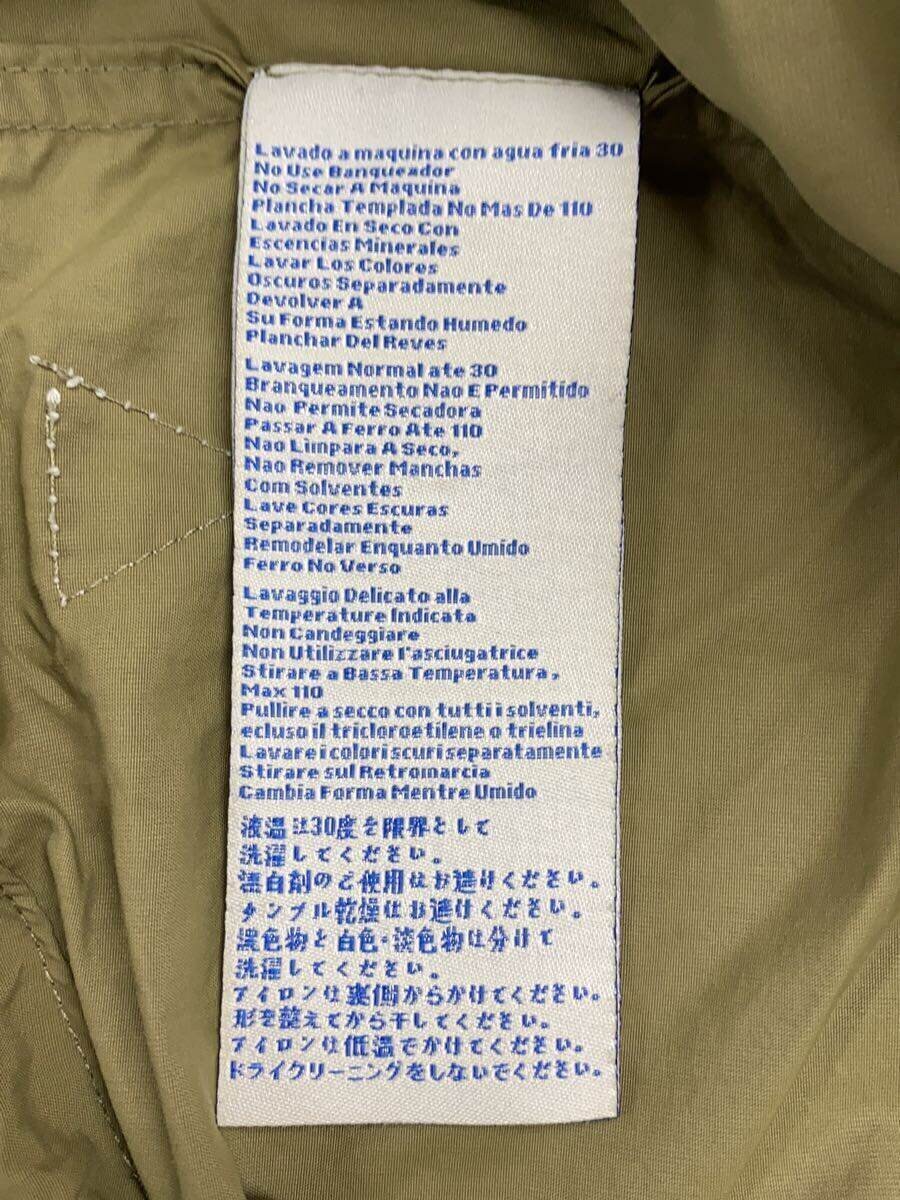 Lavado a maquina con agua fria 30
No Use Banqueador
No Secar A Maquina
Plancha Templada No Mas De 110
Lavado En Seco Con
Escencias Minerales
Lavar Los Colores
Oscuros Separadamente
Devolver A
Su Forma Estando Humedo
Planchar Del Reves
Lavagem Normal ate 30
Branqueamento Nao E Permitido
Nao Permite Secadora
Passar A Ferro Ate 110
Nao Limpara A Seco,
Nao Remover Manchas
Com Solventes
Lave Cores Escuras
Separadamente
Remodelar Enquanto Umido
Ferro No Verso
Lavaggio Delicato alla
Temperature Indicata
Non Candeggiare
Non Utilizzare l'asciugatrice
Stirare a Bassa Temperatura,
Max 110
Pullire a secco con tutti i solventi,
ecluso il tricloroetilene o trielina
Lavare i colori scuri separatamente
Stirare sul Retromarcia
Cambia Forma Mentre Umido
液温は30度を限界として
洗濯してください。
漂白剤のご使用はお避けください。
タンブル乾燥はお避けください。
濃色物と白色・淡色物は分けて
洗濯してください。
アイロンは裏側からかけてください。
形を整えてから干してください。
アイロンは低温でかけてください。
ドライクリーニングをしないでください。